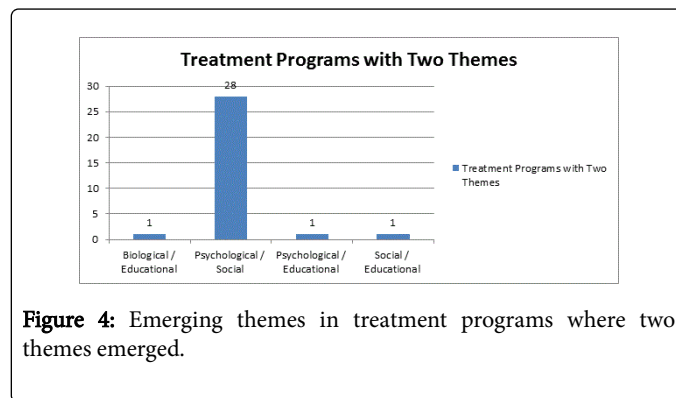 Treatment Programs with Two Themes
30
25
20
15
10
5
0
1
28
1
1
Biological /
Educational
Psychological /
Social
Psychological /
Educational
Social /
Educational
Treatment Programs with Two
Themes
Figure 4: Emerging themes in treatment programs where two
themes emerged.